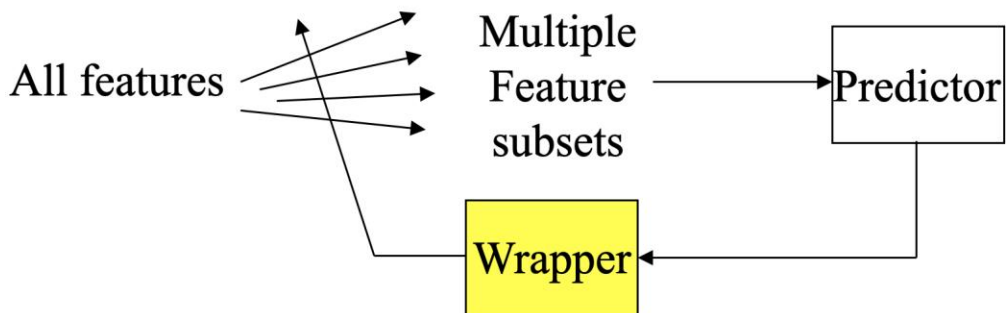 All features
Multiple
Feature
subsets
Predictor
Wrapper